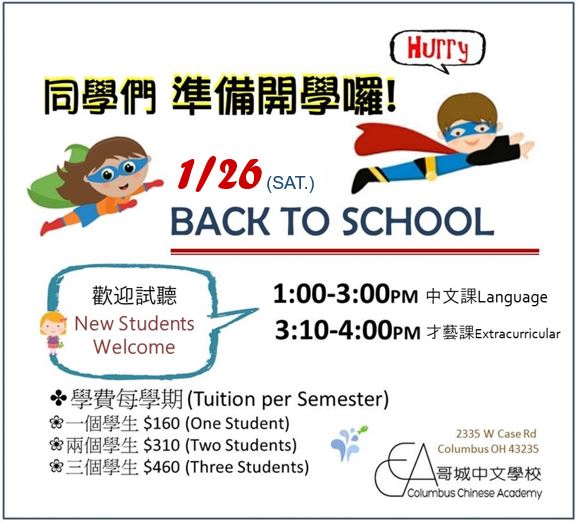 Hurry
同學們 準備開學囉!
1/26 (SAT.)
BACK TO SCHOOL
歡迎試聽
New Students
Welcome
1:00-3:00PM 中文課Language
3:10-4:00PM 才藝課Extracurricular
✤學費每學期(Tuition per Semester)
❀一個學生 $160 (One Student)
❀兩個學生 $310 (Two Students)
❀三個學生 $460 (Three Students)
2335 W Case Rd
Columbus OH 43235
CEA哥城中文學校
Columbus Chinese Academy